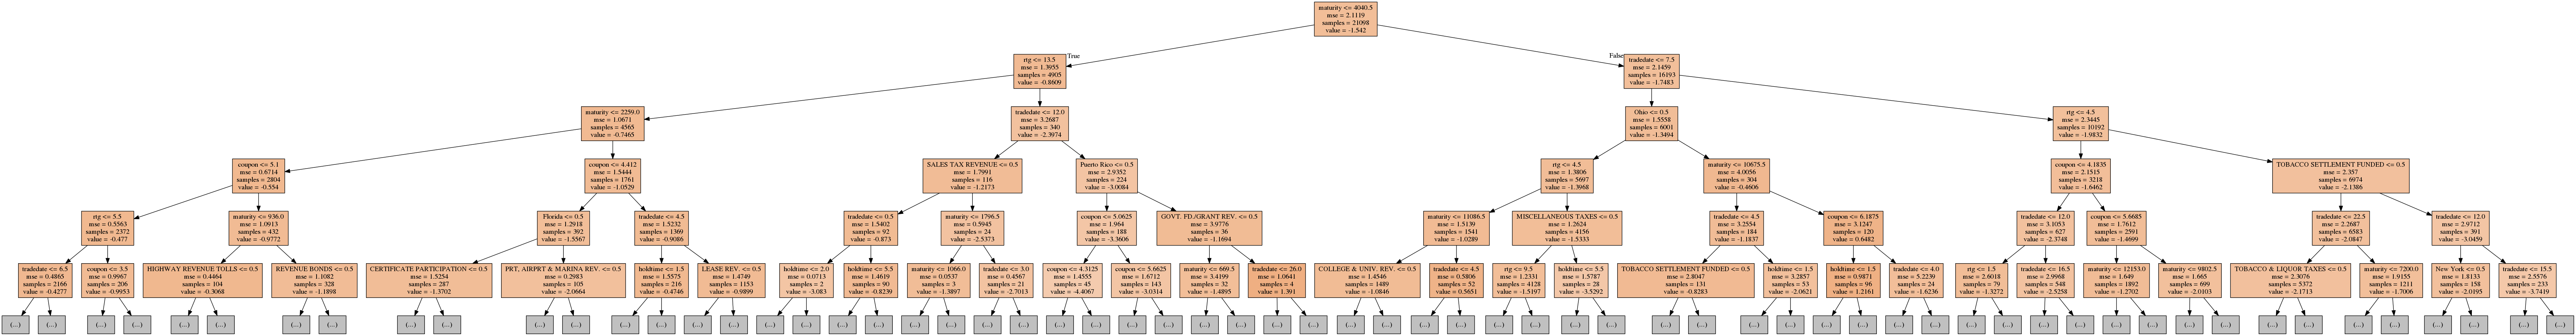 maturity <= 4040.5
mse = 2.1119
samples = 21098
value = -1.542
True
False
rtg <= 13.5
mse = 1.3955
samples = 4905
value = -0.8609
tradedate <= 7.5
mse = 2.1459
samples = 16193
value = -1.7483
maturity <= 2259.0
mse = 1.0671
samples = 4565
value = -0.7465
tradedate <= 12.0
mse = 3.2687
samples = 340
value = -2.3974
Ohio <= 0.5
mse = 1.5558
samples = 6001
value = -1.3494
rtg <= 4.5
mse = 2.3445
samples = 10192
value = -1.9832
coupon <= 5.1
mse = 0.6714
samples = 2804
value = -0.554
coupon <= 4.412
mse = 1.5444
samples = 1761
value = -1.0529
SALES TAX REVENUE <= 0.5
mse = 1.7991
samples = 116
value = -1.2173
Puerto Rico <= 0.5
mse = 2.9352
samples = 224
value = -3.0084
rtg <= 4.5
mse = 1.3806
samples = 5697
value = -1.3968
maturity <= 10675.5
mse = 4.0056
samples = 304
value = -0.4606
coupon <= 4.1835
mse = 2.1515
samples = 3218
value = -1.6462
TOBACCO SETTLEMENT FUNDED <= 0.5
mse = 2.357
samples = 6974
value = -2.1386
rtg <= 5.5
mse = 0.5563
samples = 2372
value = -0.477
maturity <= 936.0
mse = 1.0913
samples = 432
value = -0.9772
Florida <= 0.5
mse = 1.2918
samples = 392
value = -1.5567
tradedate <= 4.5
mse = 1.5232
samples = 1369
value = -0.9086
tradedate <= 0.5
mse = 1.5402
samples = 92
value = -0.873
maturity <= 1796.5
mse = 0.5945
samples = 24
value = -2.5373
coupon <= 5.0625
mse = 1.964
samples = 188
value = -3.3606
GOVT. FD./GRANT REV. <= 0.5
mse = 3.9776
samples = 36
value = -1.1694
maturity <= 11086.5
mse = 1.5139
samples = 1541
value = -1.0289
MISCELLANEOUS TAXES <= 0.5
mse = 1.2624
samples = 4156
value = -1.5333
tradedate <= 4.5
mse = 3.2554
samples = 184
value = -1.1837
coupon <= 6.1875
mse = 3.1247
samples = 120
value = 0.6482
tradedate <= 12.0
mse = 3.1053
samples = 627
value = -2.3748
coupon <= 5.6685
mse = 1.7612
samples = 2591
value = -1.4699
tradedate <= 22.5
mse = 2.2687
samples = 6583
value = -2.0847
tradedate <= 12.0
mse = 2.9712
samples = 391
value = -3.0459
tradedate <= 6.5
mse = 0.4865
samples = 2166
value = -0.4277
coupon <= 3.5
mse = 0.9967
samples = 206
value = -0.9953
HIGHWAY REVENUE TOLLS <= 0.5
mse = 0.4464
samples = 104
value = -0.3068
REVENUE BONDS <= 0.5
mse = 1.1082
samples = 328
value = -1.1898
CERTIFICATE PARTICIPATION <= 0.5
mse = 1.5254
samples = 287
value = -1.3702
PRT, AIRPRT & MARINA REV. <= 0.5
mse = 0.2983
samples = 105
value = -2.0664
holdtime <= 1.5
mse = 1.5575
samples = 216
value = -0.4746
LEASE REV. <= 0.5
mse = 1.4749
samples = 1153
value = -0.9899
holdtime <= 2.0
mse = 0.0713
samples = 2
value = -3.083
holdtime <= 5.5
mse = 1.4619
samples = 90
value = -0.8239
maturity <= 1066.0
mse = 0.0537
samples = 3
value = -1.3897
tradedate <= 3.0
mse = 0.4567
samples = 21
value = -2.7013
coupon <= 4.3125
mse = 1.4555
samples = 45
value = -4.4067
coupon <= 5.6625
mse = 1.6712
samples = 143
value = -3.0314
maturity <= 669.5
mse = 3.4199
samples = 32
value = -1.4895
tradedate <= 26.0
mse = 1.0641
samples = 4
value = 1.391
COLLEGE & UNIV. REV. <= 0.5
mse = 1.4546
samples = 1489
value = -1.0846
tradedate <= 4.5
mse = 0.5806
samples = 52
value = 0.5651
rtg <= 9.5
mse = 1.2331
samples = 4128
value = -1.5197
holdtime <= 5.5
mse = 1.5787
samples = 28
value = -3.5292
TOBACCO SETTLEMENT FUNDED <= 0.5
mse = 2.8047
samples = 131
value = -0.8283
holdtime <= 1.5
mse = 3.2857
samples = 53
value = -2.0621
holdtime <= 1.5
mse = 0.9871
samples = 96
value = 1.2161
tradedate <= 4.0
mse = 5.2239
samples = 24
value = -1.6236
rtg <= 1.5
mse = 2.6018
samples = 79
value = -1.3272
tradedate <= 16.5
mse = 2.9968
samples = 548
value = -2.5258
maturity <= 12153.0
mse = 1.649
samples = 1892
value = -1.2702
maturity <= 9802.5
mse = 1.665
samples = 699
value = -2.0103
TOBACCO & LIQUOR TAXES <= 0.5
mse = 2.3076
samples = 5372
value = -2.1713
maturity <= 7200.0
mse = 1.9155
samples = 1211
value = -1.7006
New York <= 0.5
mse = 1.8133
samples = 158
value = -2.0195
tradedate <= 15.5
mse = 2.5576
samples = 233
value = -3.7419
(...) (...) (...) (...) (...) (...) (...) (...) (...) (...) (...) (...) (...) (...) (...) (...) (...) (...) (...) (...) (...) (...) (...) (...) (...) (...) (...) (...) (...) (...) (...) (...) (...) (...) (...) (...) (...) (...) (...) (...) (...) (...) (...) (...) (...) (...) (...) (...) (...) (...) (...) (...) (...) (...) (...) (...) (...) (...) (...) (...) (...) (...) (...) (...)